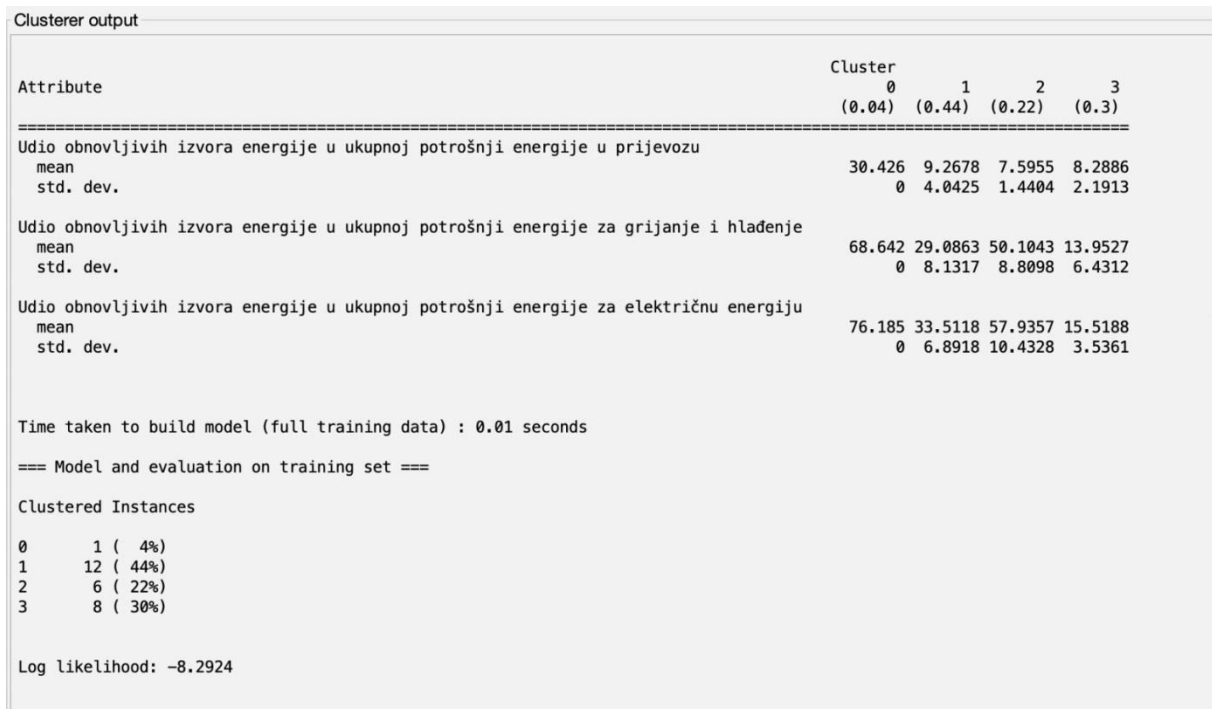 Clusterer output
Cluster
Attribute 0 1 2 3
(0.04) (0.44) (0.22) (0.3)
==========================================================================================================================
Udio obnovljivih izvora energije u ukupnoj potrošnji energije u prijevozu
mean 30.426 9.2678 7.5955 8.2886
std. dev. 0 4.0425 1.4404 2.1913
Udio obnovljivih izvora energije u ukupnoj potrošnji energije za grijanje i hlađenje
mean 68.642 29.0863 50.1043 13.9527
std. dev. 0 8.1317 8.8098 6.4312
Udio obnovljivih izvora energije u ukupnoj potrošnji energije za električnu energiju
mean 76.185 33.5118 57.9357 15.5188
std. dev. 0 6.8918 10.4328 3.5361
Time taken to build model (full training data) : 0.01 seconds
=== Model and evaluation on training set ===
Clustered Instances
0 1 ( 4%)
1 12 ( 44%)
2 6 ( 22%)
3 8 ( 30%)
Log likelihood: -8.2924